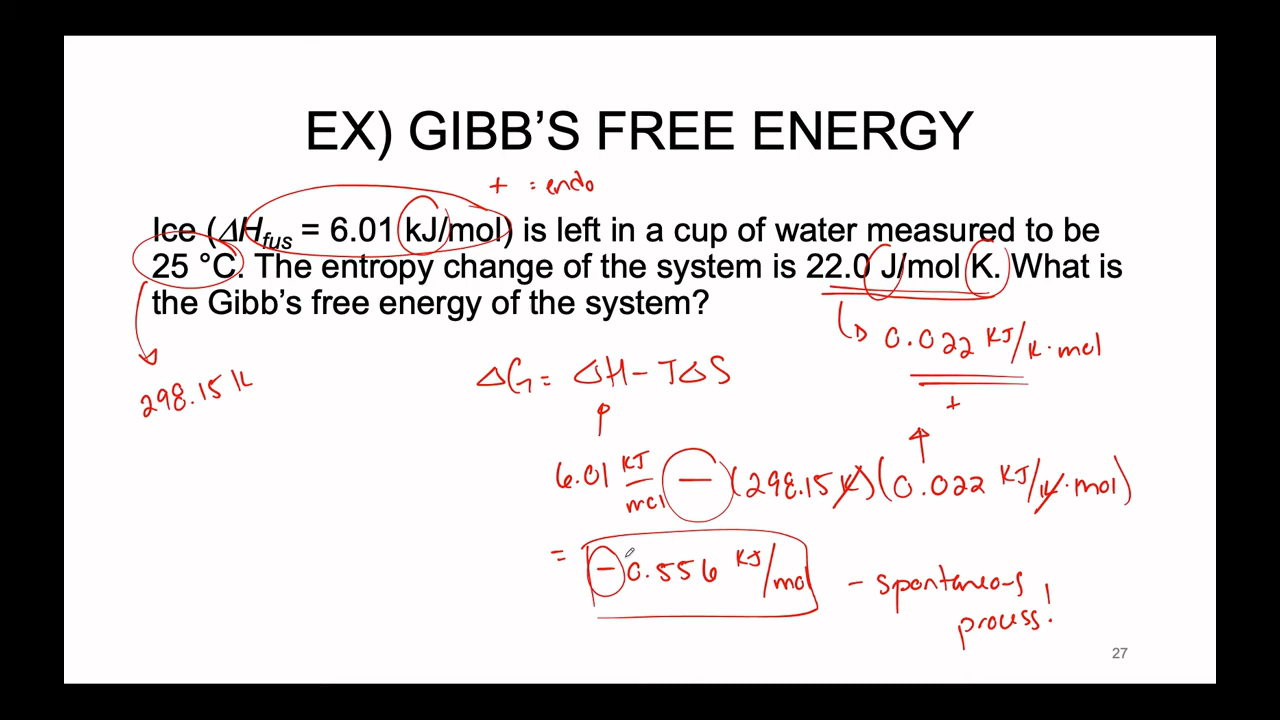 EX) GIBB'S FREE ENERGY
+ : endo
Ice (ΔHfus = 6.01 kJ/mol) is left in a cup of water measured to be
25 °C. The entropy change of the system is 22.0 J/mol K. What is
the Gibb's free energy of the system?
0.022 KJ/K·mol
298.15 K
ΔG = ΔH - TΔS
+
6.01 KJ/mol - (298.15 K)(0.022 KJ/K·mol)
= -0.556 KJ/mol - spontaneous
process!
27